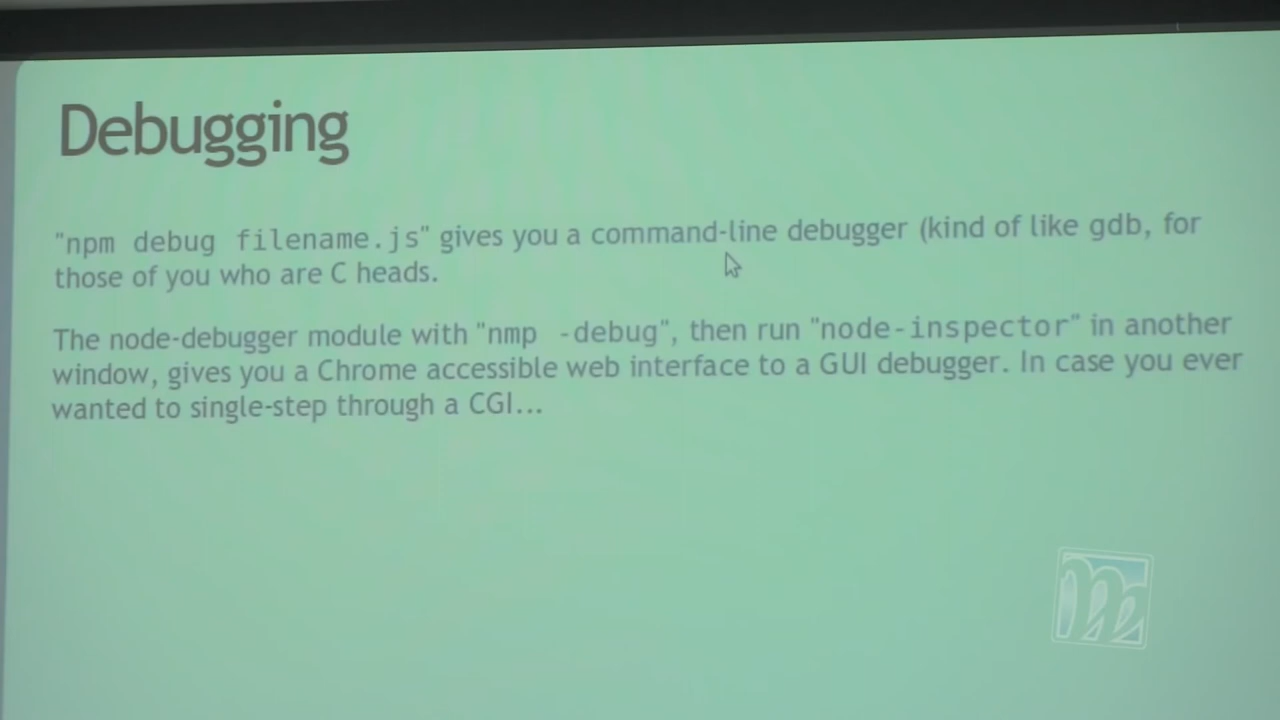 Debugging
"npm debug filename.js" gives you a command-line debugger (kind of like gdb, for
those of you who are C heads.
The node-debugger module with "nmp -debug", then run "node-inspector" in another
window, gives you a Chrome accessible web interface to a GUI debugger. In case you ever
wanted to single-step through a CGI...